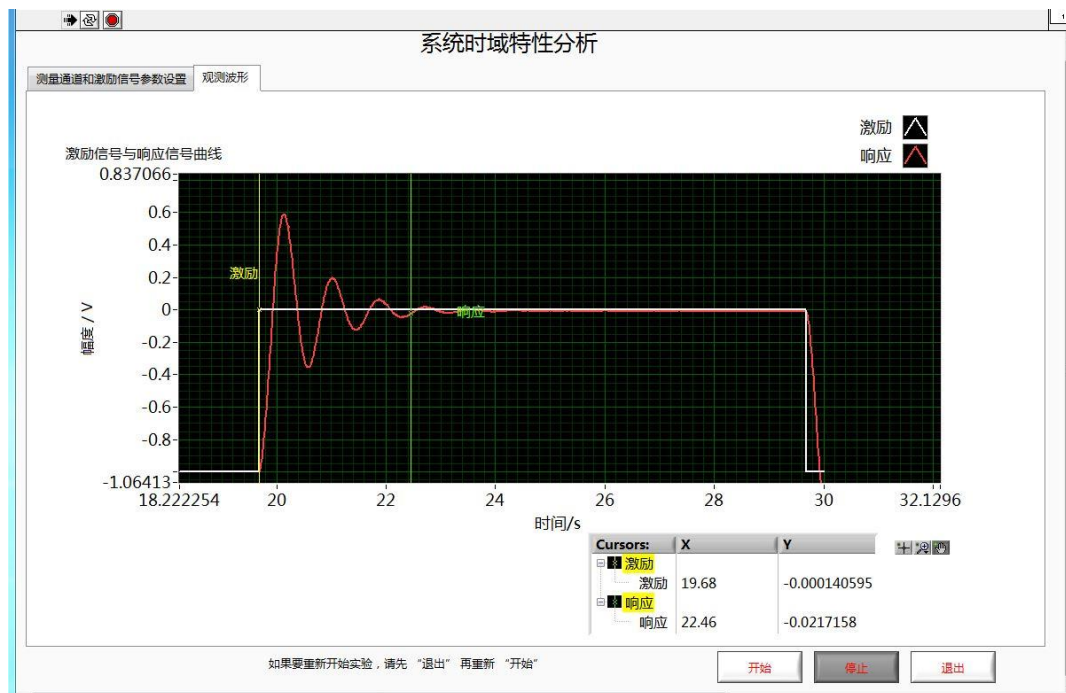 系统时域特性分析
测量通道和激励信号参数设置 观测波形
激励
响应
激励信号与响应信号曲线
0.837066
0.6
0.4
0.2
0
-0.2
-0.4
-0.6
-0.8
-1.06413
幅度 / V
激励
响应
18.222254 20 22 24 26 28 30 32.1296
时间/s
Cursors: X Y
激励
激励 19.68 -0.000140595
响应
响应 22.46 -0.0217158
如果要重新开始实验，请先 “退出” 再重新 “开始”
开始 停止 退出